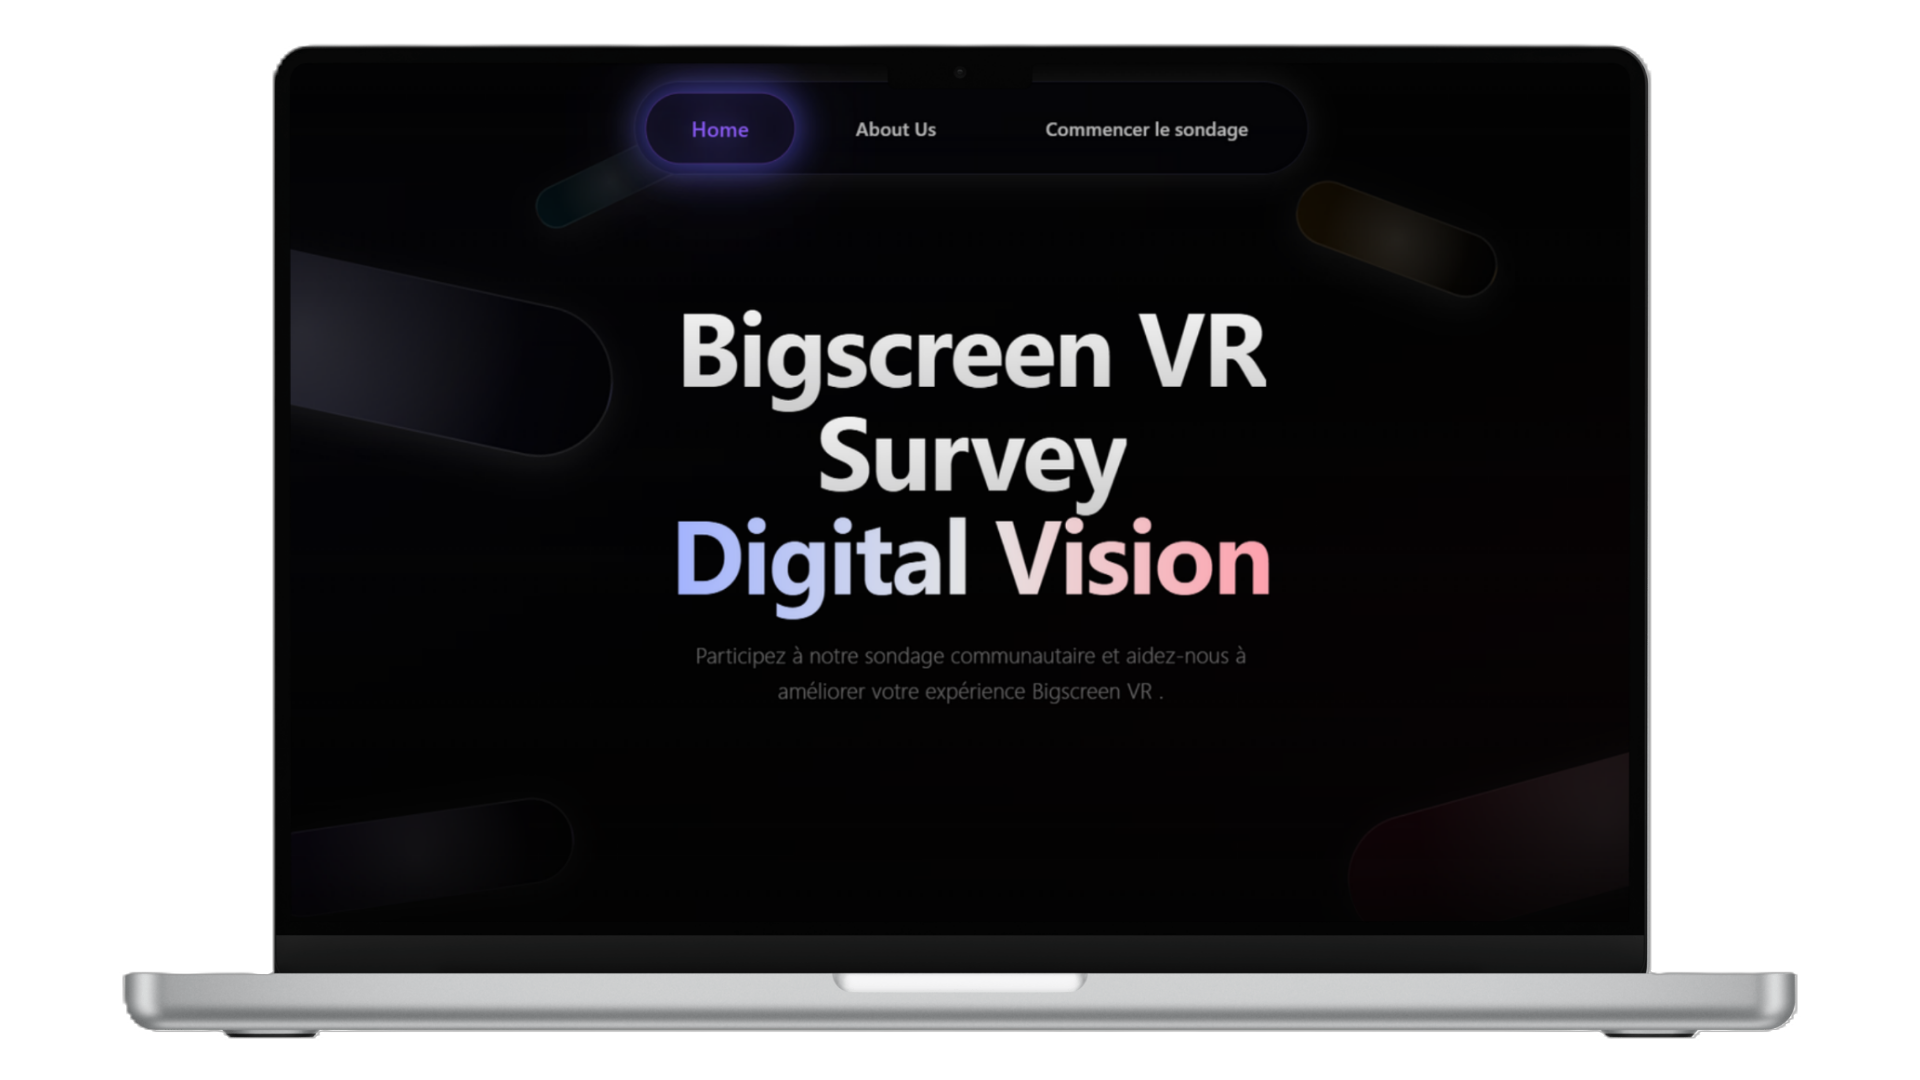 Home
About Us
Commencer le sondage
Bigscreen VR
Survey
Digital Vision
Participez à notre sondage communautaire et aidez-nous à
améliorer votre expérience Bigscreen VR .